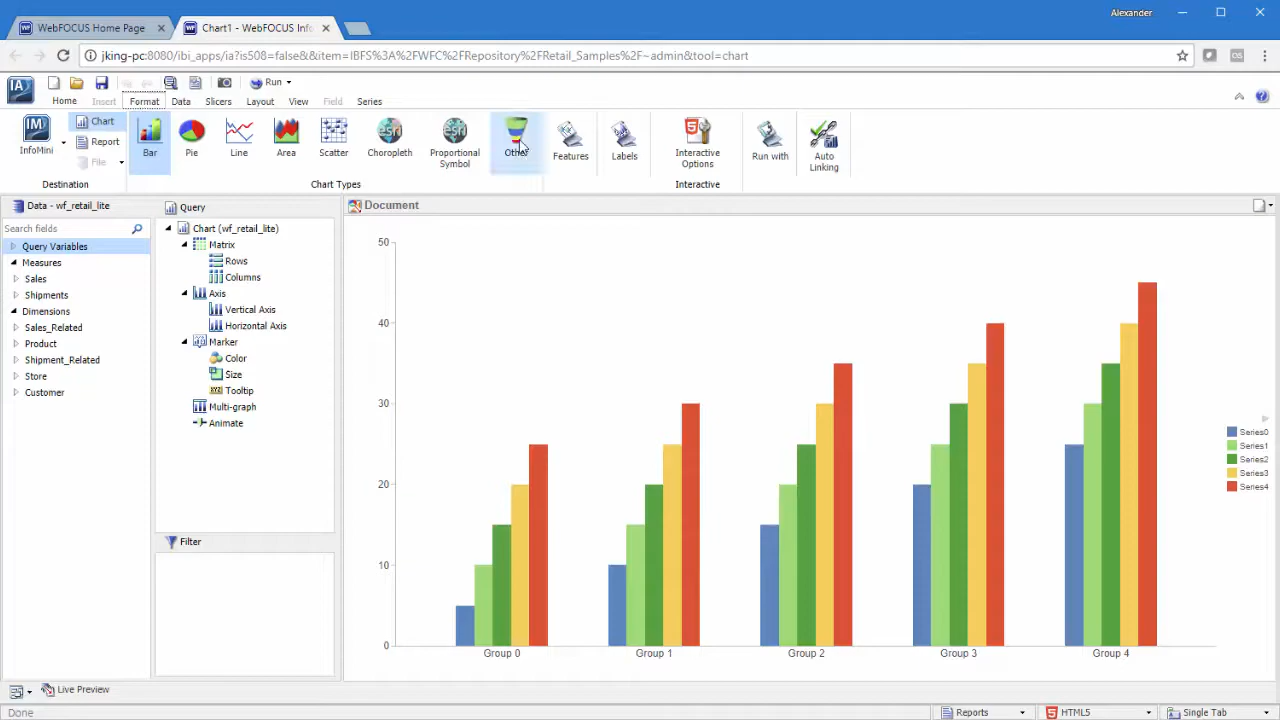 Alexander
WebFOCUS Home Page
Chart1 - WebFOCUS Inf
jking-pc:8080/ibi_apps/ia?is508=false&&item=IBFS%3A%2FWFC%2FRepository%2FRetail_Samples%2F~admin&tool=chart
IA
Run
Home
Insert
Format
Data
Slicers
Layout
View
Field
Series
InfoMini
Chart
Report
File
Destination
Bar
Pie
Line
Area
Scatter
Choropleth
Proportional
Symbol
Other
Chart Types
Features
Labels
Interactive
Options
Interactive
Run with
Auto
Linking
Data - wf_retail_lite
Search fields
Query Variables
Measures
Sales
Shipments
Dimensions
Sales_Related
Product
Shipment_Related
Store
Customer
Query
Chart (wf_retail_lite)
Matrix
Rows
Columns
Axis
Vertical Axis
Horizontal Axis
Marker
Color
Size
Tooltip
Multi-graph
Animate
Filter
Document
50
40
30
20
10
0
Group 0
Group 1
Group 2
Group 3
Group 4
Series0
Series1
Series2
Series3
Series4
Live Preview
Done
Reports
HTML5
Single Tab